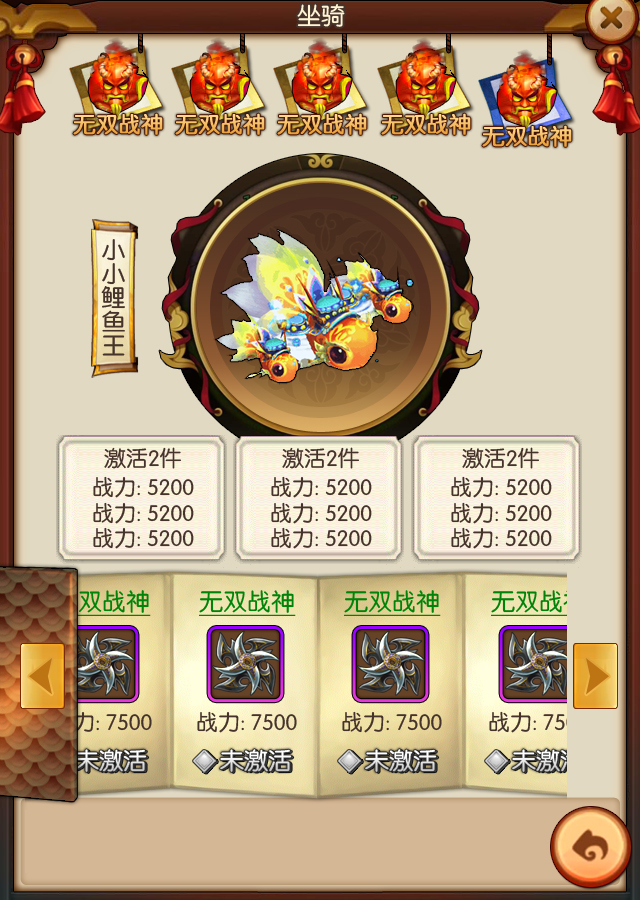 坐骑
无双战神 无双战神 无双战神 无双战神 无双战神
小小鲤鱼王
激活2件 激活2件 激活2件
战力: 5200 战力: 5200 战力: 5200
战力: 5200 战力: 5200 战力: 5200
战力: 5200 战力: 5200 战力: 5200
双战神 无双战神 无双战神 无双战
力: 7500 战力: 7500 战力: 7500 战力: 750
未激活 未激活 未激活 未激